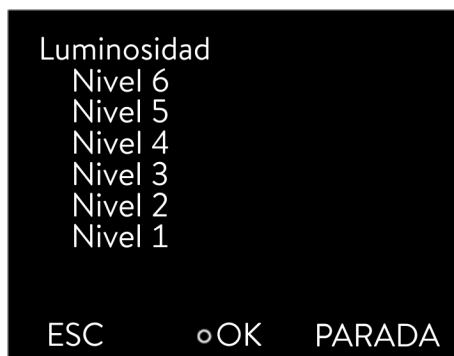 Luminosidad
Nivel 6
Nivel 5
Nivel 4
Nivel 3
Nivel 2
Nivel 1
ESC OK PARADA